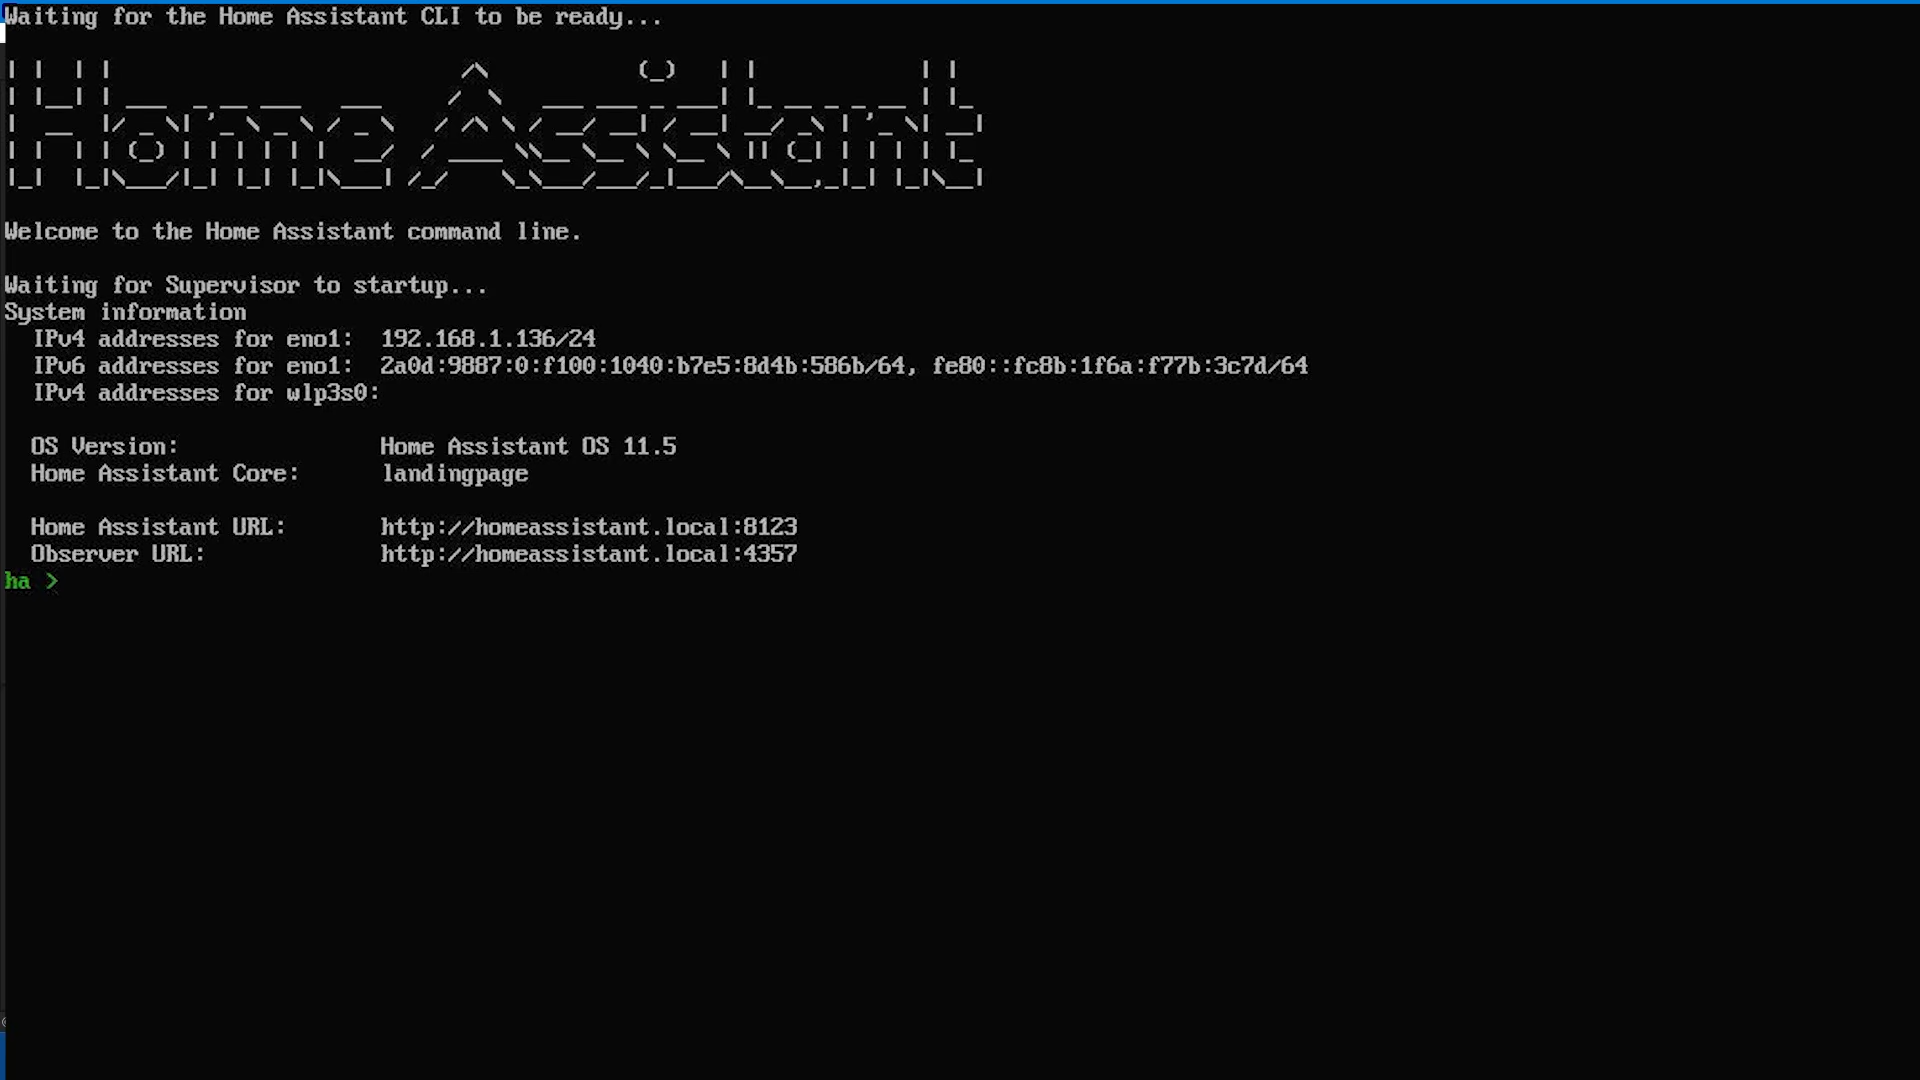 Waiting for the Home Assistant CLI to be ready...
Home Assistant
Welcome to the Home Assistant command line.
Waiting for Supervisor to startup...
System information
IPv4 addresses for eno1: 192.168.1.136/24
IPv6 addresses for eno1: 2a0d:9887:0:f100:1040:b7e5:8d4b:586b/64, fe80::fc8b:1f6a:f77b:3c7d/64
IPv4 addresses for wlp3s0:
OS Version: Home Assistant OS 11.5
Home Assistant Core: landingpage
Home Assistant URL: http://homeassistant.local:8123
Observer URL: http://homeassistant.local:4357
ha >